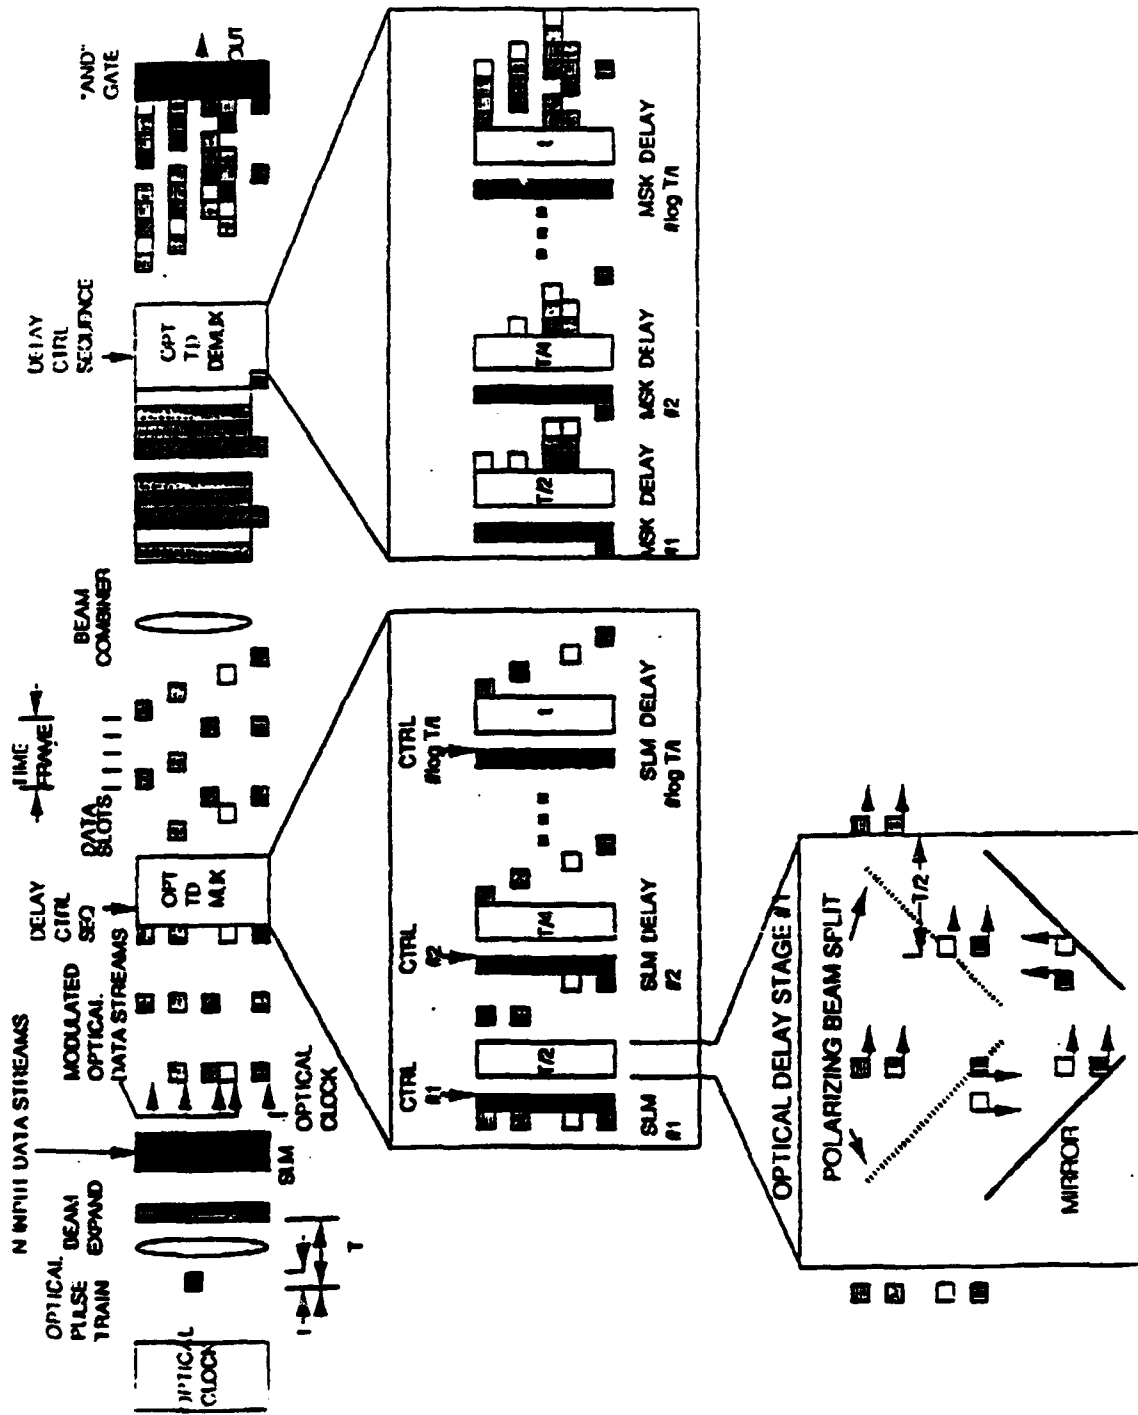 OPTICAL
CLOCK
OPTICAL
PULSE
TRAIN
BEAM
EXPAND
N INPUT DATA STREAMS
SLM
T
MODULATED
OPTICAL
DATA STREAMS
OPTICAL
CLOCK
DELAY
CTRL
SEQ
OPT
TD
MUX
DATA
SLOTS
TIME
FRAME
BEAM
COMBINER
DELAY
CTRL
SEQUENCE
OPT
TD
DEMUX
"AND"
GATE
OUT
CTRL
#1
CTRL
#2
CTRL
#log T/t
T/2
T/4
t
SLM
#1
SLM DELAY
#2
SLM DELAY
#log T/t
T/2
T/4
t
MSK DELAY
#1
MSK DELAY
#2
MSK DELAY
#log T/t
OPTICAL DELAY STAGE #1
POLARIZING BEAM SPLIT
T/2
MIRROR